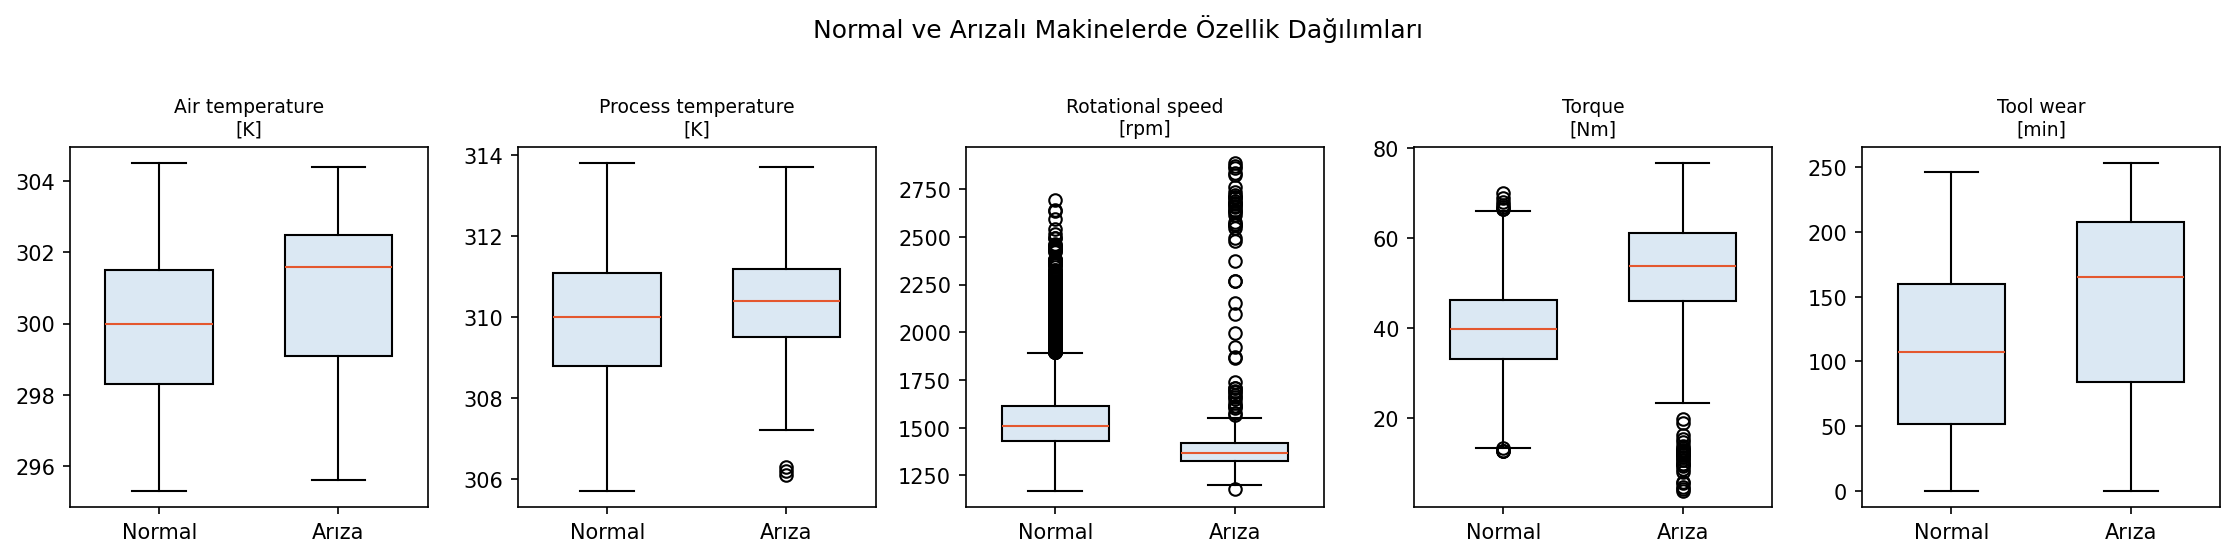 Normal ve Arızalı Makinelerde Özellik Dağılımları
Air temperature
[K]
304
302
300
298
296
Normal
Arıza
Process temperature
[K]
314
312
310
308
306
Normal
Arıza
Rotational speed
[rpm]
2750
2500
2250
2000
1750
1500
1250
Normal
Arıza
Torque
[Nm]
80
60
40
20
Normal
Arıza
Tool wear
[min]
250
200
150
100
50
0
Normal
Arıza